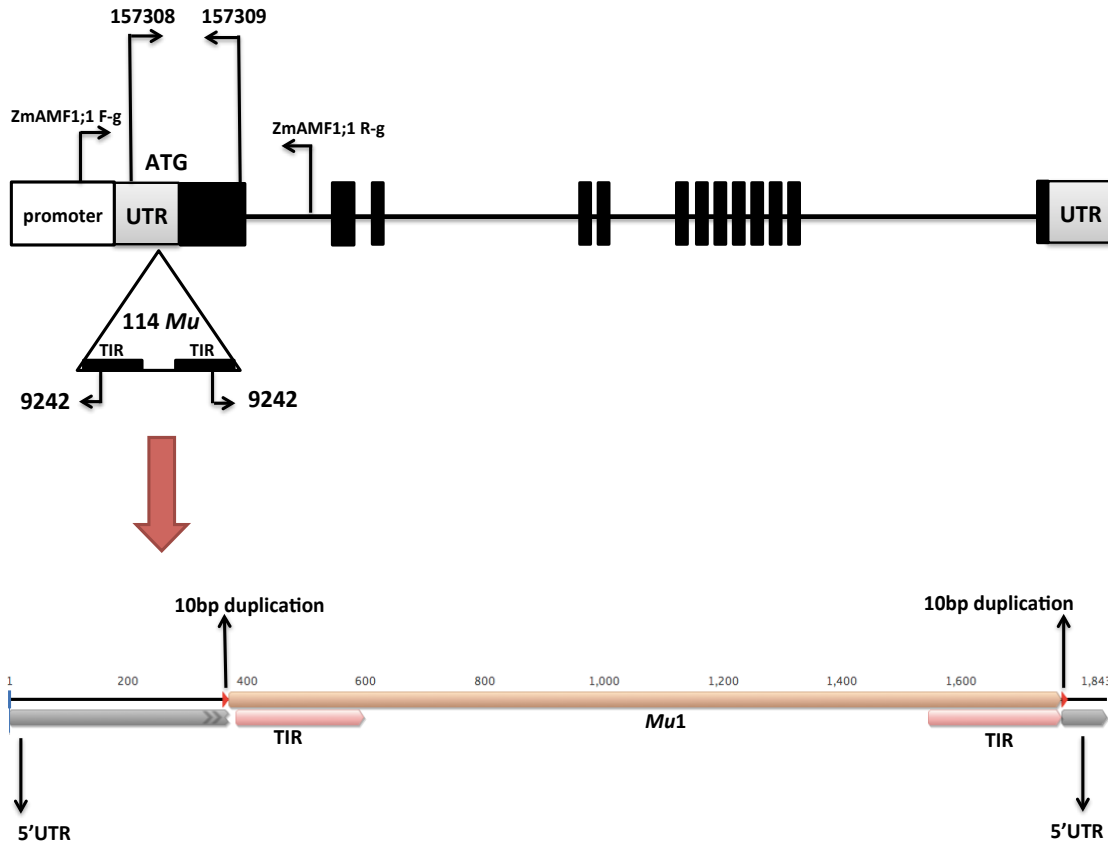 157308 157309
ZmAMF1;1 F-g
ZmAMF1;1 R-g
ATG
promoter UTR UTR
114 Mu
TIR TIR
9242 9242
10bp duplication 10bp duplication
1 200 400 600 800 1,000 1,200 1,400 1,600 1,843
TIR Mu1 TIR
5’UTR 5’UTR